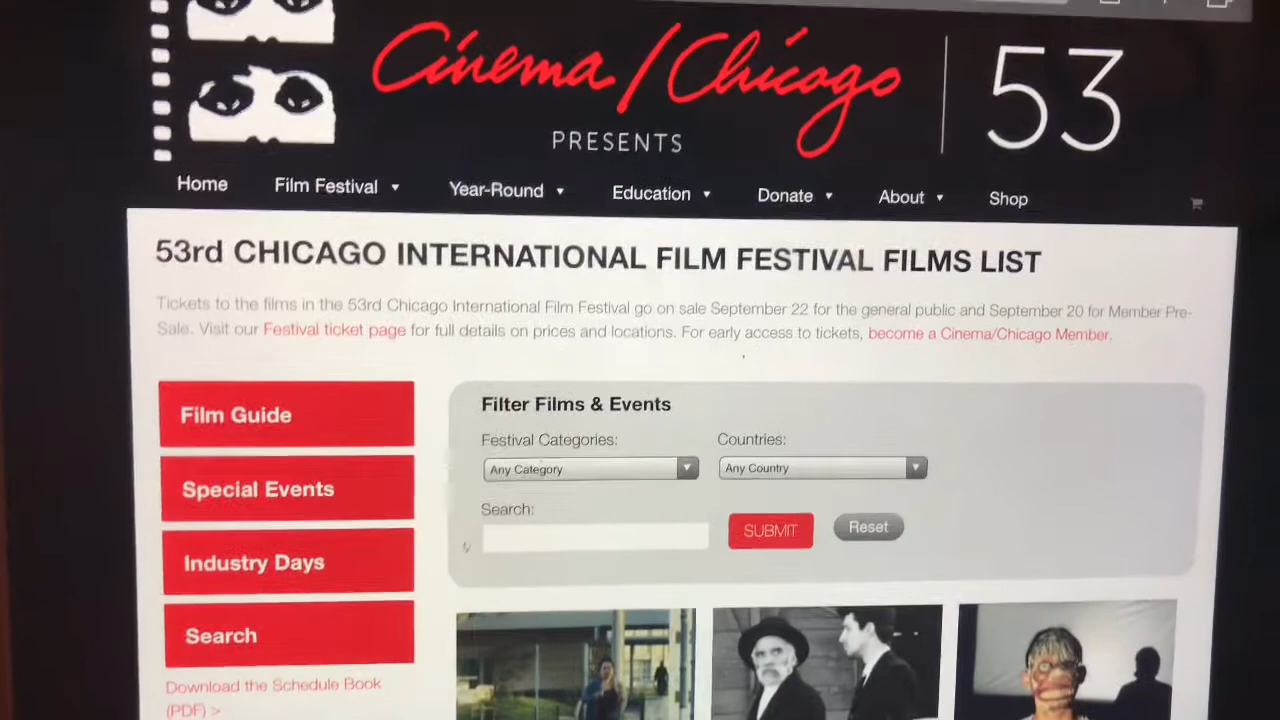 Cinema/Chicago
PRESENTS
53
Home
Film Festival
Year-Round
Education
Donate
About
Shop
53rd CHICAGO INTERNATIONAL FILM FESTIVAL FILMS LIST
Tickets to the films in the 53rd Chicago International Film Festival go on sale September 22 for the general public and September 20 for Member Pre-
Sale. Visit our Festival ticket page for full details on prices and locations. For early access to tickets, become a Cinema/Chicago Member.
Film Guide
Special Events
Industry Days
Search
Download the Schedule Book
(PDF) >
Filter Films & Events
Festival Categories:
Countries:
Any Category
Any Country
Search:
SUBMIT
Reset